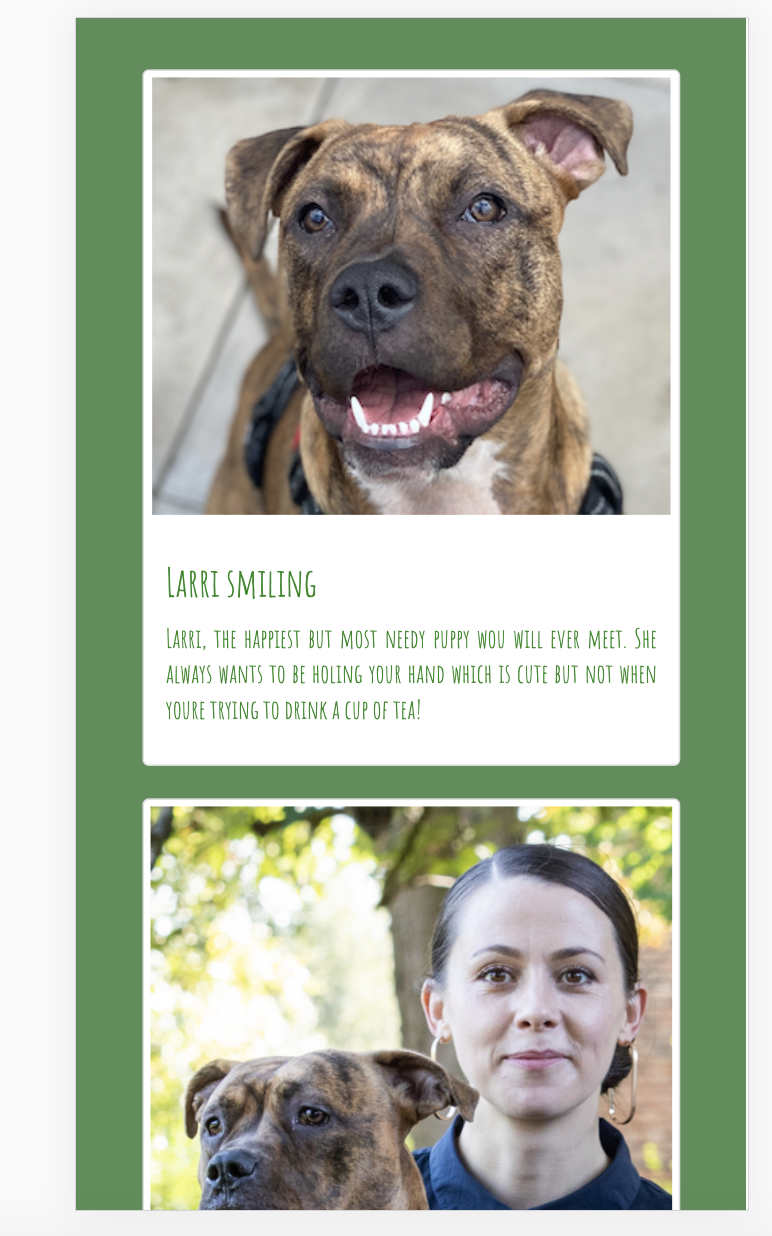 Larri smiling
Larri, the happiest but most needy puppy wou will ever meet. She
always wants to be holing your hand which is cute but not when
youre trying to drink a cup of tea!